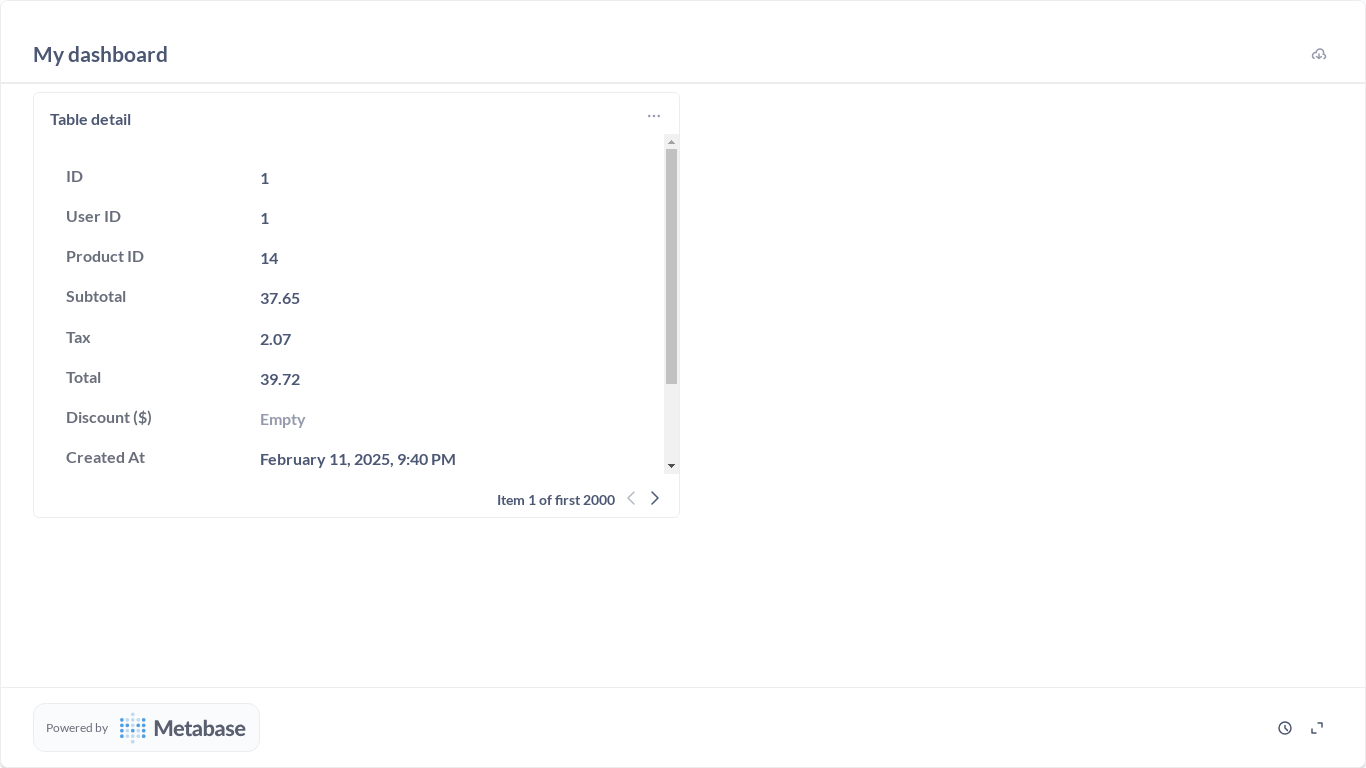 My dashboard
Table detail
ID 1
User ID 1
Product ID 14
Subtotal 37.65
Tax 2.07
Total 39.72
Discount ($) Empty
Created At February 11, 2025, 9:40 PM
Item 1 of first 2000
Powered by Metabase